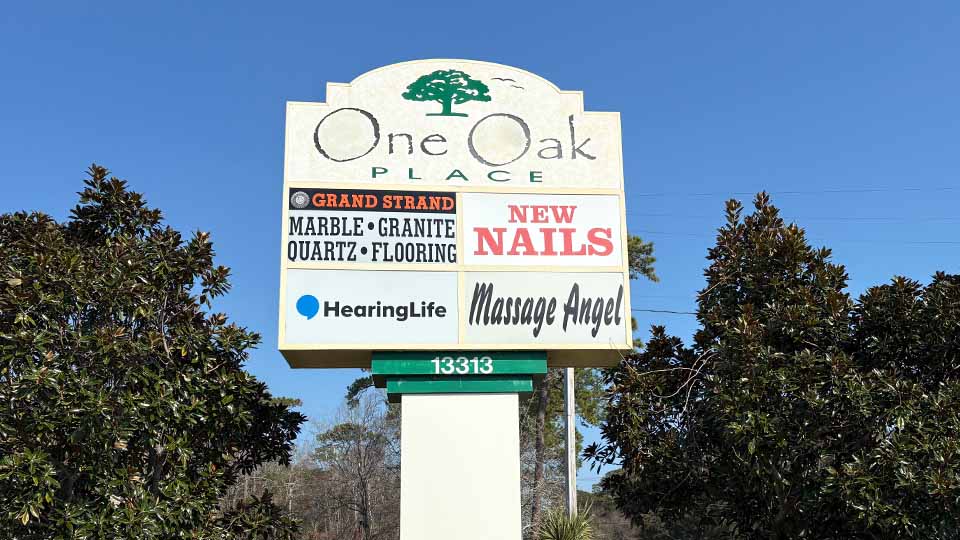 One Oak
PLACE
GRAND STRAND
MARBLE • GRANITE
QUARTZ • FLOORING
NEW
NAILS
HearingLife
Massage Angel
13313